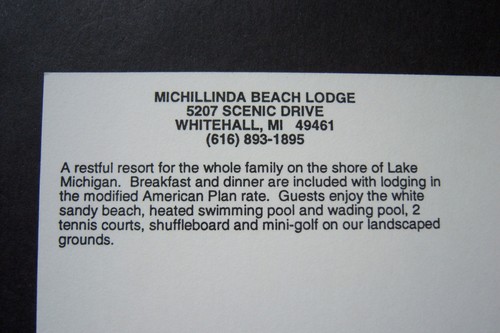 MICHILLINDA BEACH LODGE
5207 SCENIC DRIVE
WHITEHALL, MI 49461
(616) 893-1895
A restful resort for the whole family on the shore of Lake
Michigan. Breakfast and dinner are included with lodging in
the modified American Plan rate. Guests enjoy the white
sandy beach, heated swimming pool and wading pool, 2
tennis courts, shuffleboard and mini-golf on our landscaped
grounds.